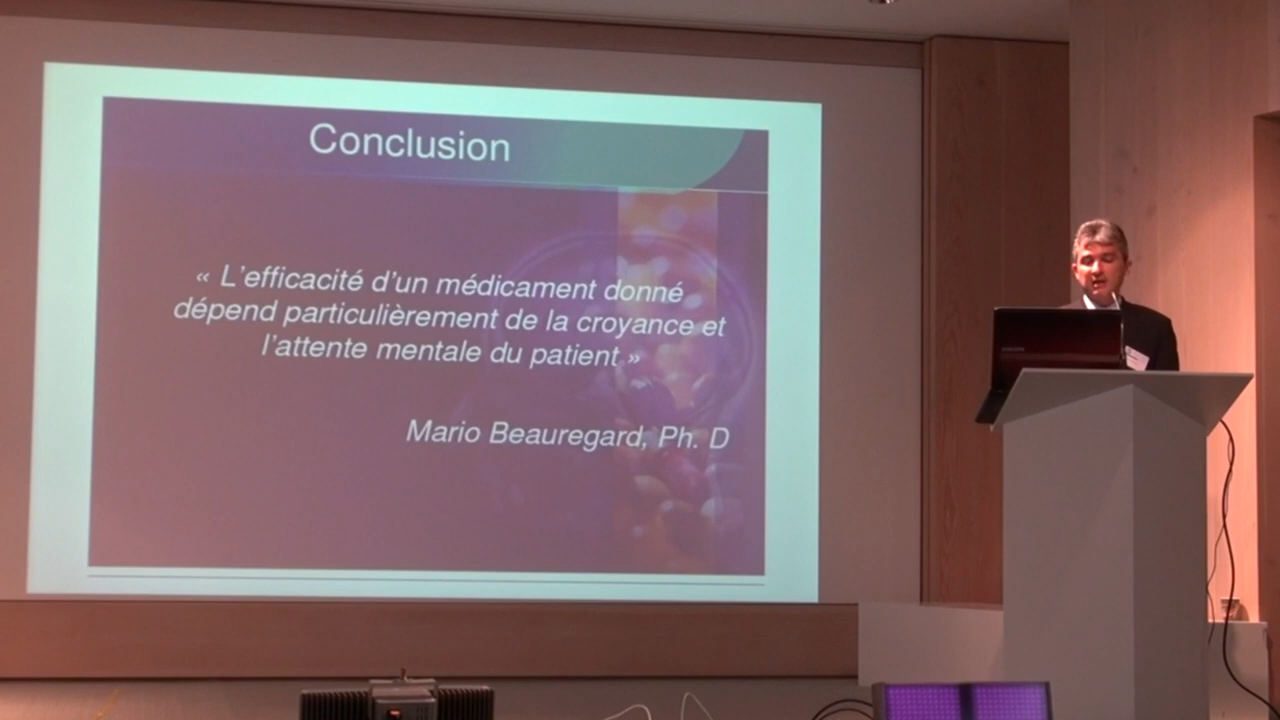 Conclusion
« L'efficacité d'un médicament donné
dépend particulièrement de la croyance et
l'attente mentale du patient »
Mario Beauregard, Ph. D